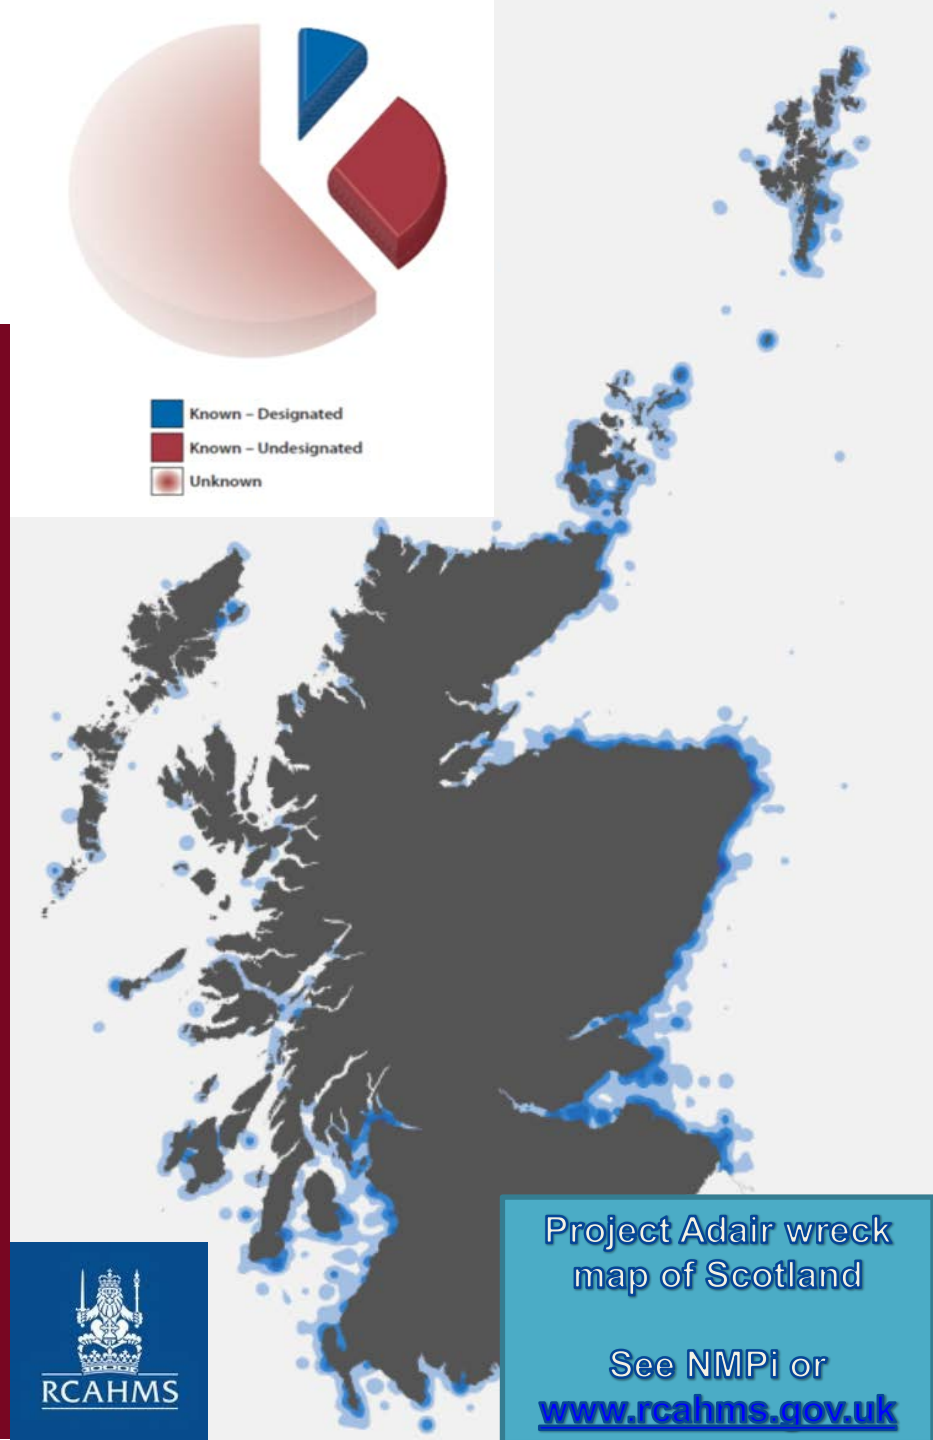 Known – Designated
Known – Undesignated
Unknown
Project Adair wreck
map of Scotland
See NMPi or
www.rcahms.gov.uk
RCAHMS